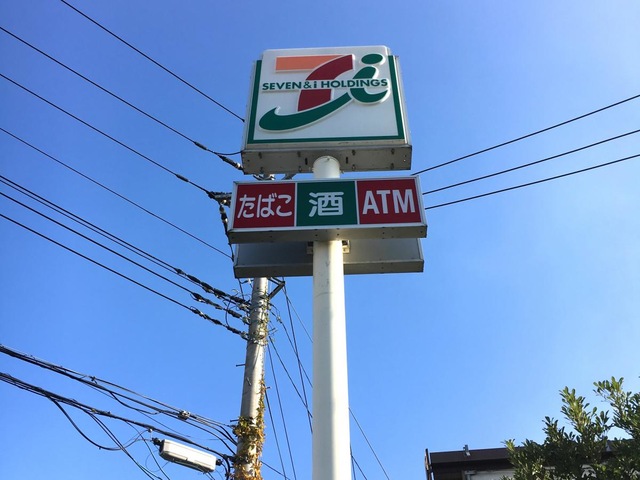 SEVEN & i HOLDINGS
たばこ 酒 ATM